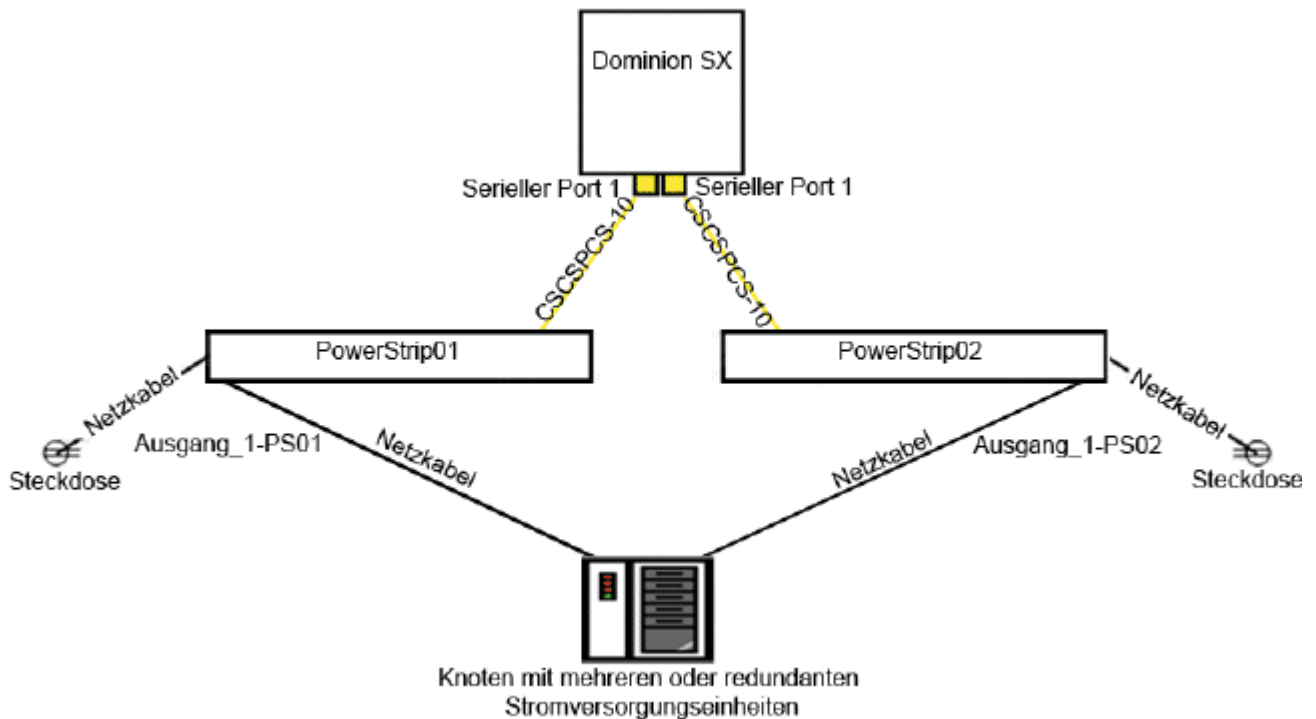 Dominion SX
Serieller Port 1
Serieller Port 1
CSCSPCS-10
CSCSPCS-10
PowerStrip01
PowerStrip02
Netzkabel
Netzkabel
Ausgang_1-PS01
Netzkabel
Netzkabel
Ausgang_1-PS02
Steckdose
Steckdose
Knoten mit mehreren oder redundanten
Stromversorgungseinheiten